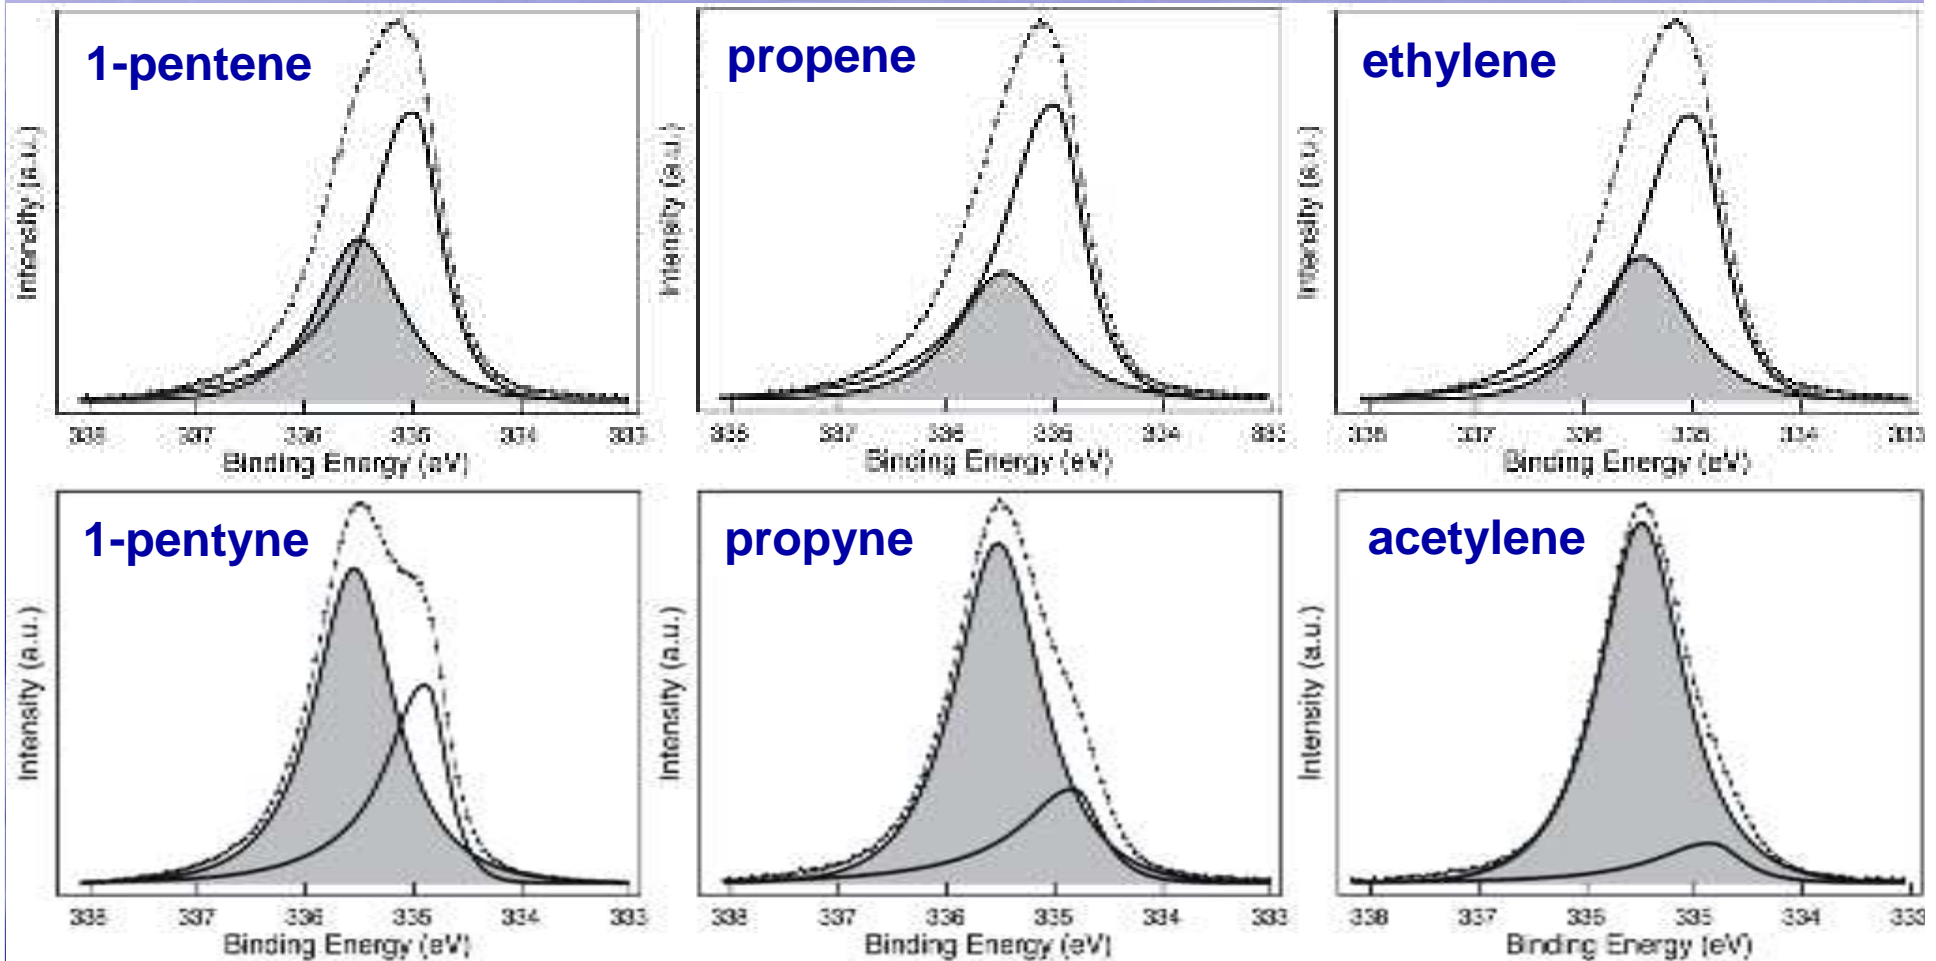 1-pentene
propene
ethylene
Intensity (a.u.)
Intensity (a.u.)
Intensity (a.u.)
338 337 336 335 334 333
338 337 336 335 334 333
338 337 336 335 334 333
Binding Energy (eV)
Binding Energy (eV)
Binding Energy (eV)
1-pentyne
propyne
acetylene
Intensity (a.u.)
Intensity (a.u.)
Intensity (a.u.)
338 337 336 335 334 333
338 337 336 335 334 333
338 337 335 335 334 333
Binding Energy (eV)
Binding Energy (eV)
Binding Energy (eV)